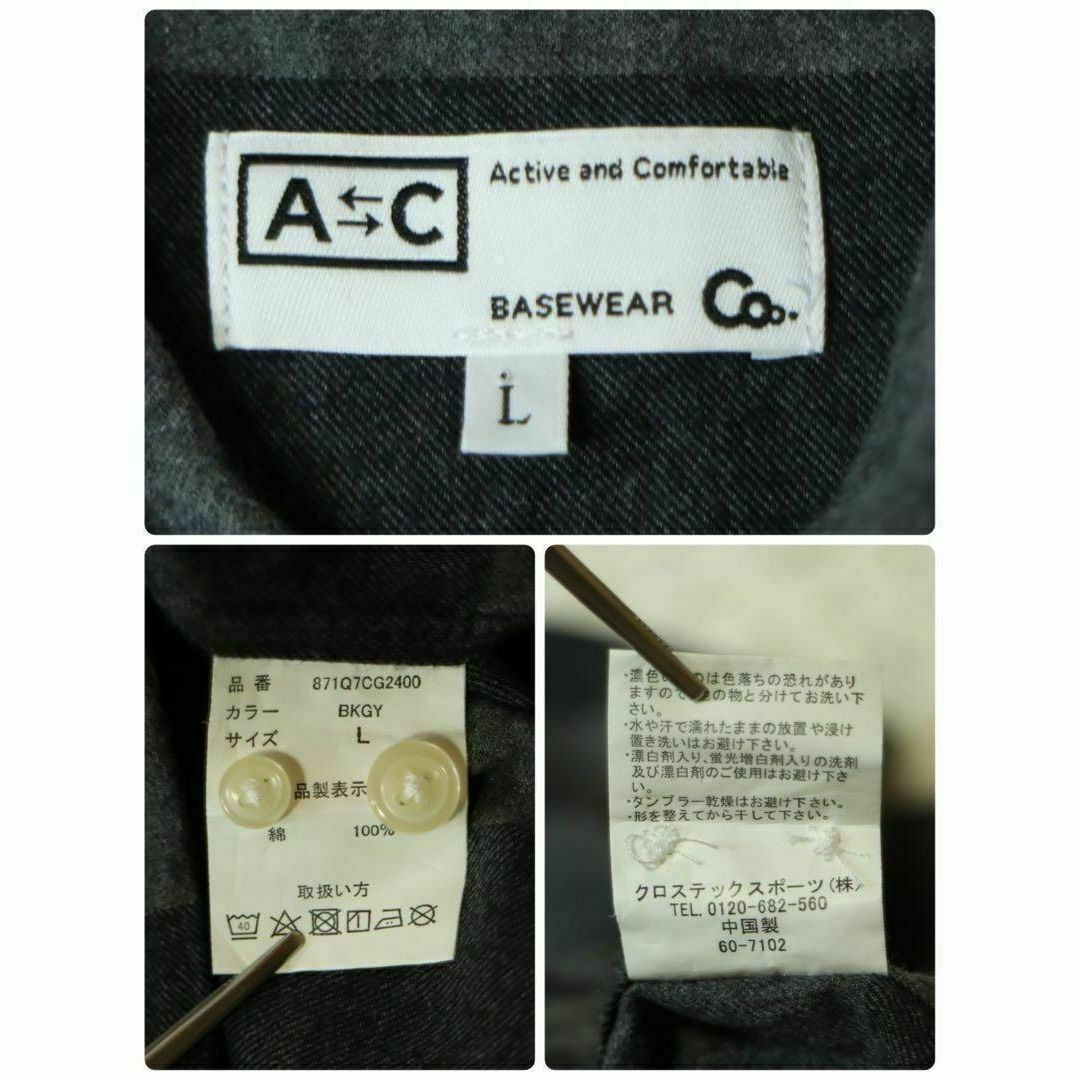 A C
Active and Comfortable
BASEWEAR Co.
L
品番 871Q7CG2400
カラー BKGY
サイズ L
品製表示
綿 100%
取扱い方
40
・濃色の は色落ちの恐れがあり
ますので の物と分けてお洗い下
さい。
・水や汗で濡れたままの放置や浸け
置き洗いはお避け下さい。
・漂白剤入り、蛍光増白剤入りの洗剤
及び漂白剤のご使用はお避け下さ
い。
・タンブラー乾燥はお避け下さい。
・形を整えてから干して下さい。
クロステックスポーツ(株)
TEL. 0120-682-560
中国製
60-7102